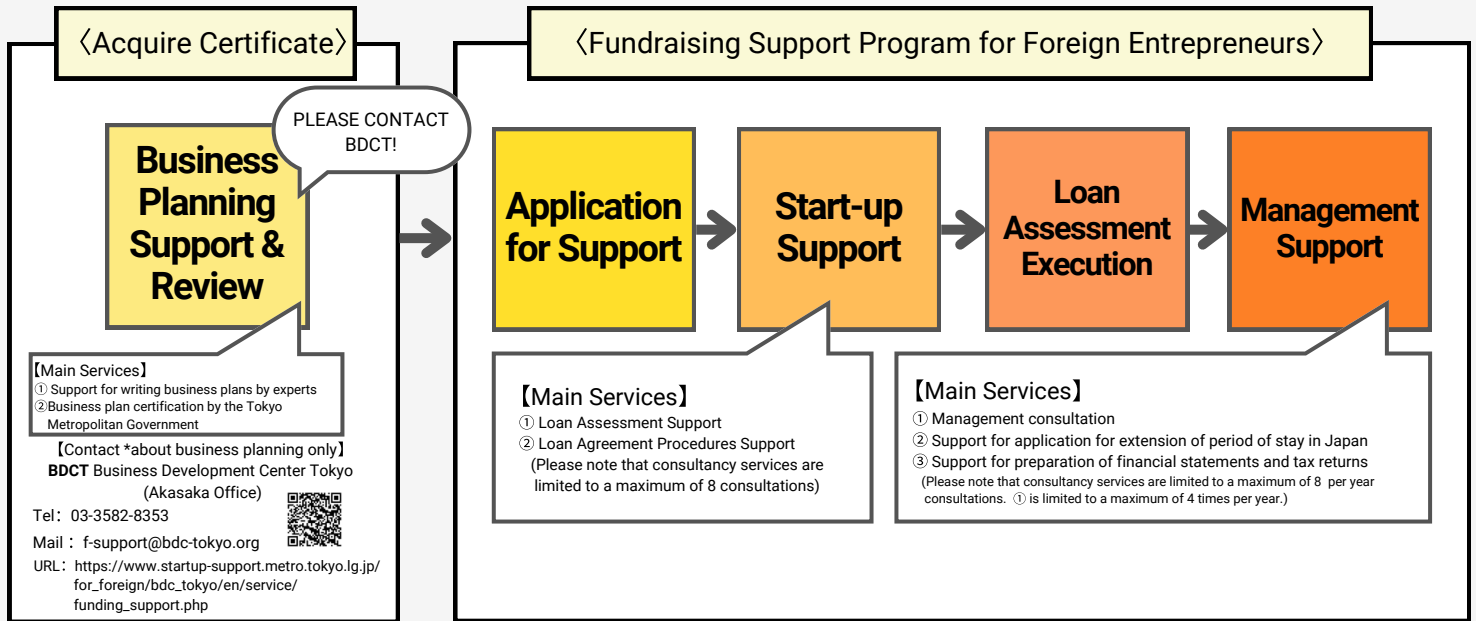 〈Acquire Certificate〉
PLEASE CONTACT
BDCT!
Business
Planning
Support &
Review
【Main Services】
① Support for writing business plans by experts
②Business plan certification by the Tokyo
Metropolitan Government
【Contact *about business planning only】
BDCT Business Development Center Tokyo
(Akasaka Office)
Tel： 03-3582-8353
Mail： f-support@bdc-tokyo.org
URL： https://www.startup-support.metro.tokyo.lg.jp/
for_foreign/bdc_tokyo/en/service/
funding_support.php
〈Fundraising Support Program for Foreign Entrepreneurs〉
Application
for Support
Start-up
Support
Loan
Assessment
Execution
Management
Support
【Main Services】
① Loan Assessment Support
② Loan Agreement Procedures Support
(Please note that consultancy services are
limited to a maximum of 8 consultations)
【Main Services】
① Management consultation
② Support for application for extension of period of stay in Japan
③ Support for preparation of financial statements and tax returns
(Please note that consultancy services are limited to a maximum of 8 per year
consultations. ① is limited to a maximum of 4 times per year.)